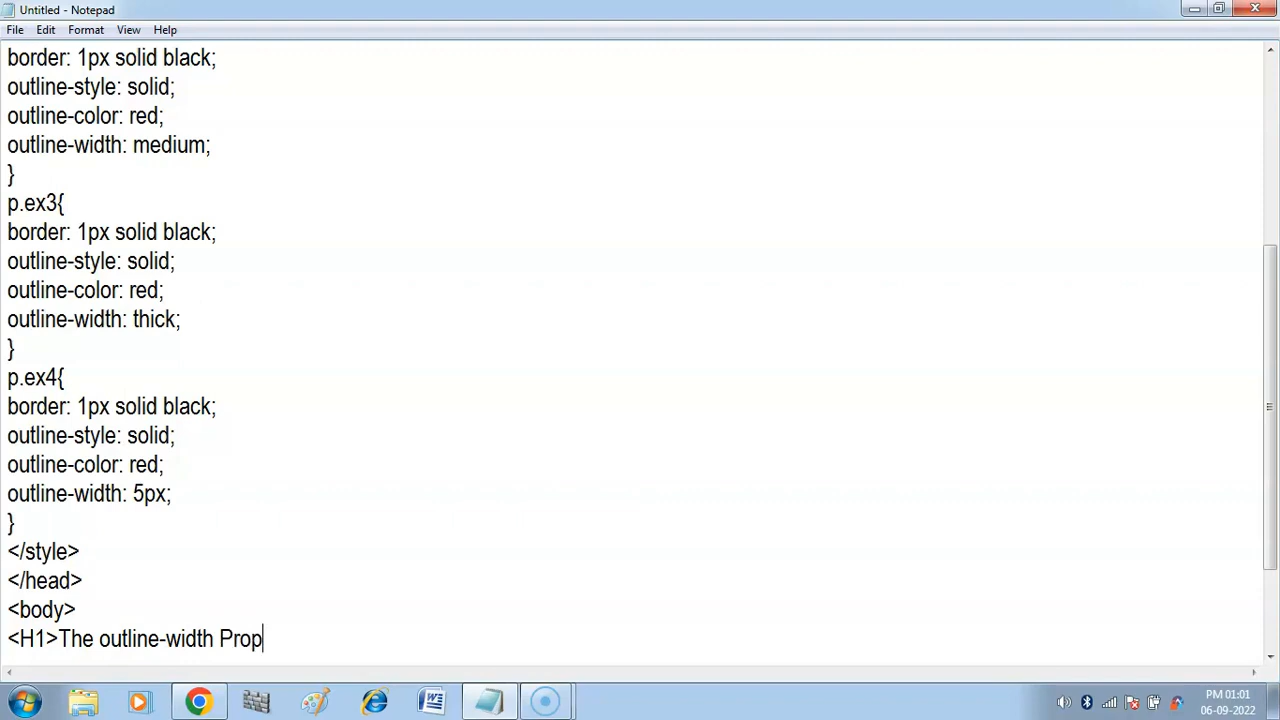 Untitled - Notepad
File Edit Format View Help
border: 1px solid black;
outline-style: solid;
outline-color: red;
outline-width: medium;
}
p.ex3{
border: 1px solid black;
outline-style: solid;
outline-color: red;
outline-width: thick;
}
p.ex4{
border: 1px solid black;
outline-style: solid;
outline-color: red;
outline-width: 5px;
}
</style>
</head>
<body>
<H1>The outline-width Prop
PM 01:01
06-09-2022